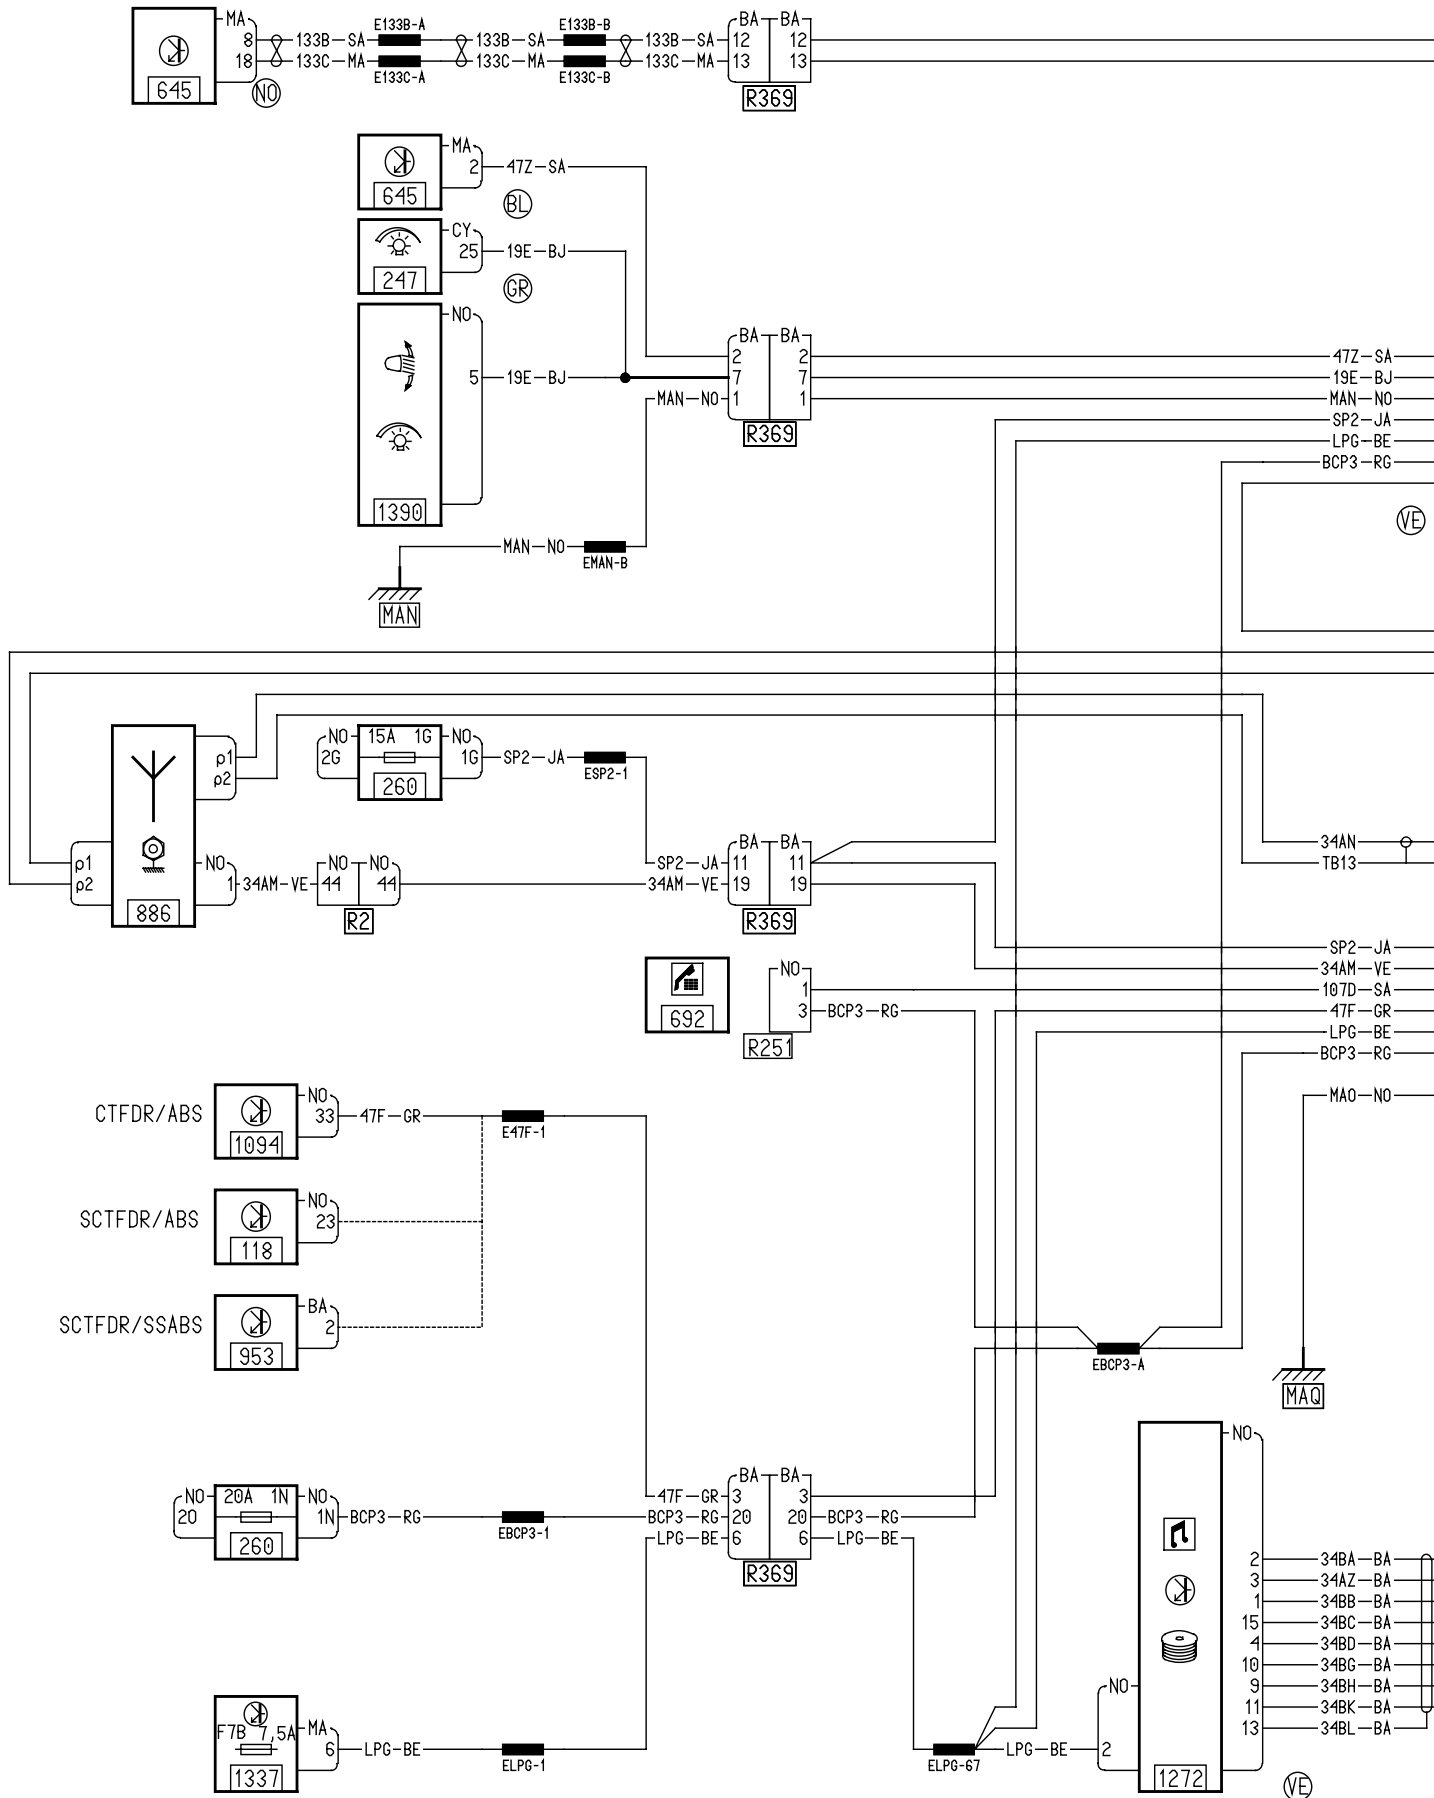 MA E133B-A E133B-B BA BA
8 133B SA 133B SA 133B SA 12 12
18 133C MA 133C MA 133C MA 13 13
E133C-A E133C-B
645 NO R369
MA
2 47Z SA
645 BL
CY
25 19E BJ
247 GR
NO
BA BA
2 2 47Z SA
5 19E BJ 7 7 19E BJ
MAN NO 1 1 MAN NO
R369 SP2 JA
LPG BE
BCP3 RG
1390 VE
MAN NO
EMAN-B
MAN
NO 15A 1G NO
ρ1 2G 1G SP2 JA
ρ2 260 ESP2-1
BA BA 34AN
ρ1 NO NO NO SP2 JA 11 11 TB13
ρ2 1 34AM VE 44 44 34AM VE 19 19
886 R2 R369
SP2 JA
NO 34AM VE
1 107D SA
692 3 BCP3 RG 47F GR
R251 LPG BE
BCP3 RG
NO MAO NO
CTFDR/ABS 33 47F GR
1094 E47F-1
NO
SCTFDR/ABS 23
118
BA
SCTFDR/SSABS 2
953 EBCP3-A
MAQ
NO
BA BA
NO 20A 1N NO 47F GR 3 3
20 1N BCP3 RG BCP3 RG 20 20 BCP3 RG
260 EBCP3-1 LPG BE 6 6 LPG BE
R369
2 34BA BA
3 34AZ BA
1 34BB BA
15 34BC BA
4 34BD BA
10 34BG BA
NO 9 34BH BA
11 34BK BA
F7B 7,5A MA 13 34BL BA
6 LPG BE LPG BE 2
1337 ELPG-1 ELPG-67 1272 VE